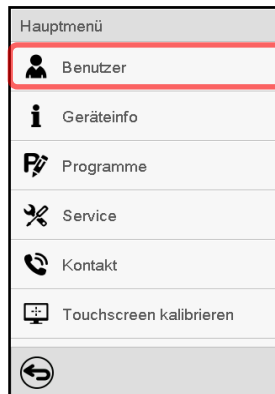 Hauptmenü
Benutzer
Geräteinfo
Programme
Service
Kontakt
Touchscreen kalibrieren